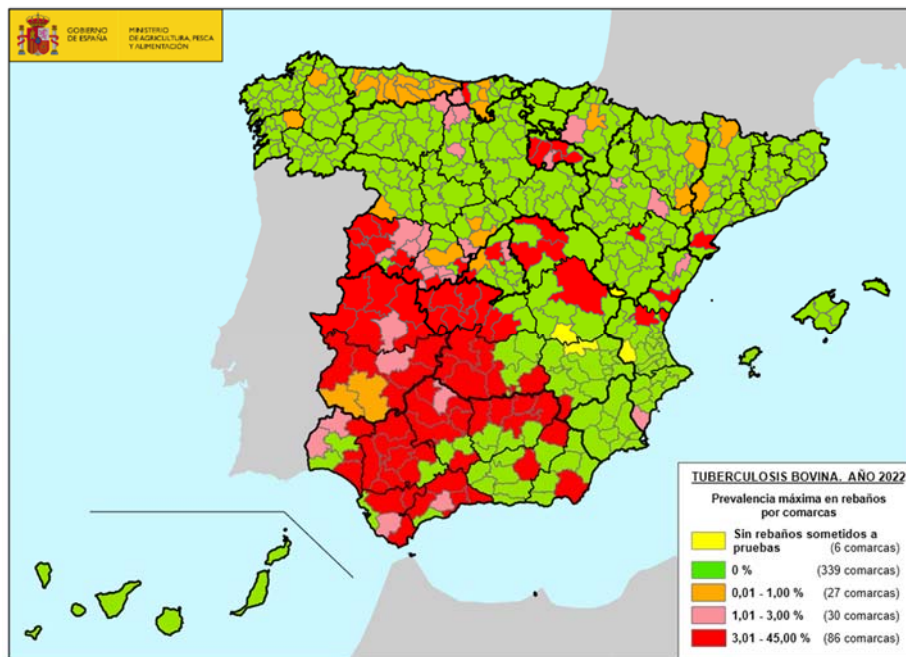 GOBIERNO
DE ESPAÑA
MINISTERIO
DE AGRICULTURA, PESCA
Y ALIMENTACIÓN
TUBERCULOSIS BOVINA. AÑO 2022
Prevalencia máxima en rebaños
por comarcas
Sin rebaños sometidos a
pruebas (6 comarcas)
0 % (339 comarcas)
0,01 - 1,00 % (27 comarcas)
1,01 - 3,00 % (30 comarcas)
3,01 - 45,00 % (86 comarcas)